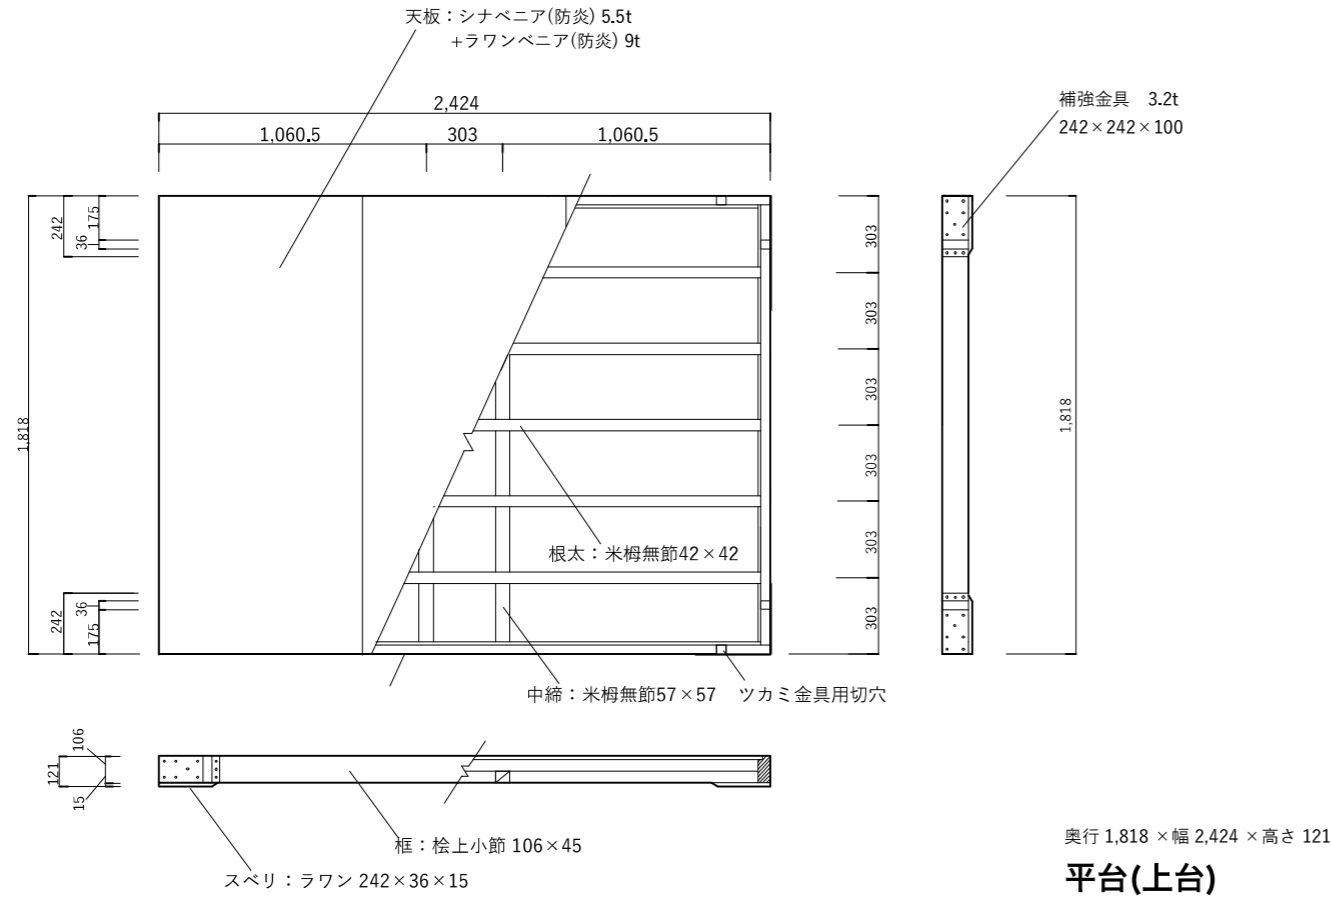 天板：シナベニア(防炎) 5.5t
+ラワンベニア(防炎) 9t
2,424
1,060.5
303
1,060.5
補強金具　3.2t
242×242×100
242
175
36
1,818
242
36
175
303
303
303
303
303
303
1,818
根太：米栂無節42×42
中締：米栂無節57×57
ツカミ金具用切穴
106
121
15
框：桧上小節 106×45
スベリ：ラワン 242×36×15
奥行 1,818 ×幅 2,424 ×高さ 121
平台(上台)